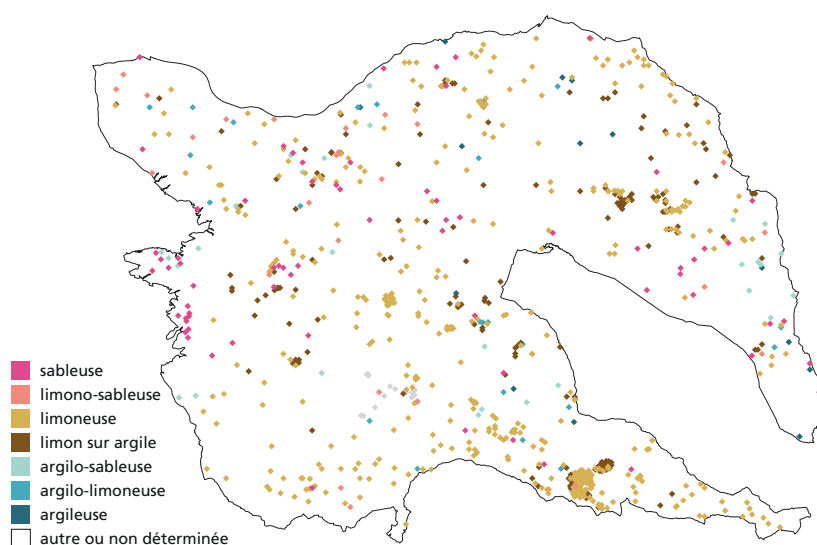 sableuse
limono-sableuse
limoneuse
limon sur argile
argilo-sableuse
argilo-limoneuse
argileuse
autre ou non déterminée